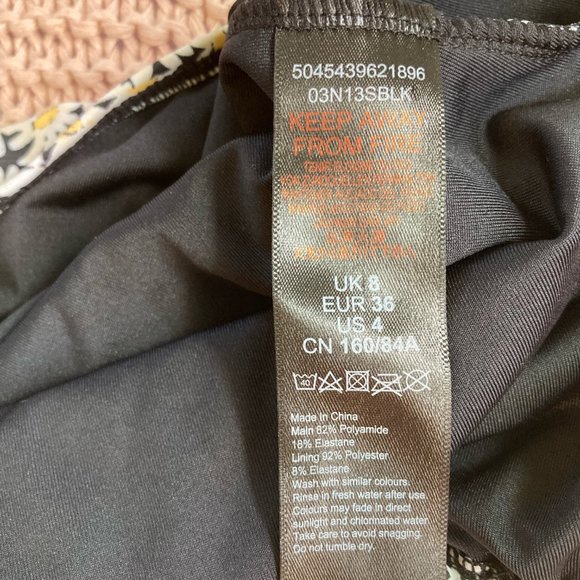 5045439621896
03N13SBLK
KEEP AWAY
FROM FIRE
UK 8
EUR 36
US 4
CN 160/84A
40
Made in China
Main 82% Polyamide
18% Elastane
Lining 92% Polyester
8% Elastane
Wash with similar colours.
Rinse in fresh water after use.
Colours may fade in direct
sunlight and chlorinated water.
Take care to avoid snagging.
Do not tumble dry.